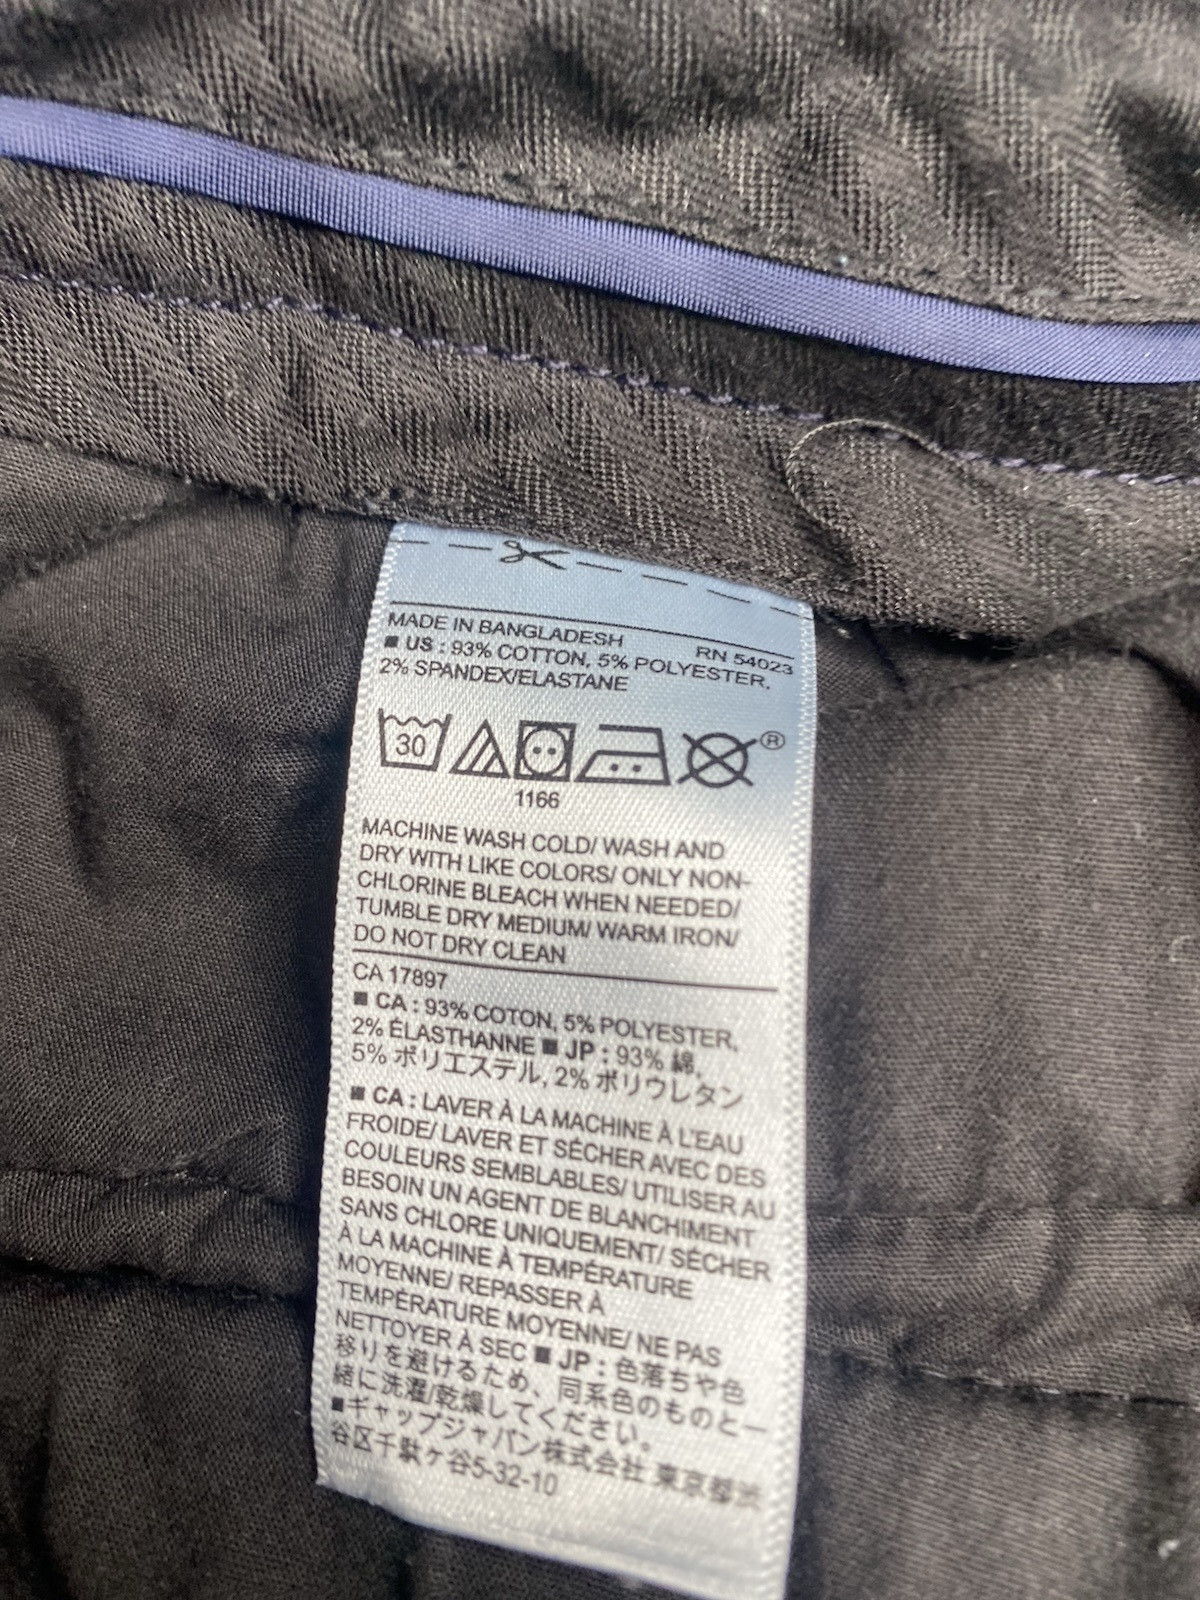 MADE IN BANGLADESH RN 54023
■ US : 93% COTTON, 5% POLYESTER,
2% SPANDEX/ELASTANE
30
®
1166
MACHINE WASH COLD/ WASH AND
DRY WITH LIKE COLORS/ ONLY NON-
CHLORINE BLEACH WHEN NEEDED/
TUMBLE DRY MEDIUM/ WARM IRON/
DO NOT DRY CLEAN
CA 17897
■ CA : 93% COTON, 5% POLYESTER,
2% ÉLASTHANNE ■ JP : 93% 綿,
5% ポリエステル, 2% ポリウレタン
■ CA : LAVER À LA MACHINE À L'EAU
FROIDE/ LAVER ET SÉCHER AVEC DES
COULEURS SEMBLABLES/ UTILISER AU
BESOIN UN AGENT DE BLANCHIMENT
SANS CHLORE UNIQUEMENT/ SÉCHER
À LA MACHINE À TEMPÉRATURE
MOYENNE/ REPASSER À
TEMPÉRATURE MOYENNE/ NE PAS
NETTOYER À SEC ■ JP : 色落ちや色
移りを避けるため、同系色のものと一
緒に洗濯/乾燥してください。
■ギャップジャパン株式会社 東京都渋
谷区千駄ヶ谷5-32-10